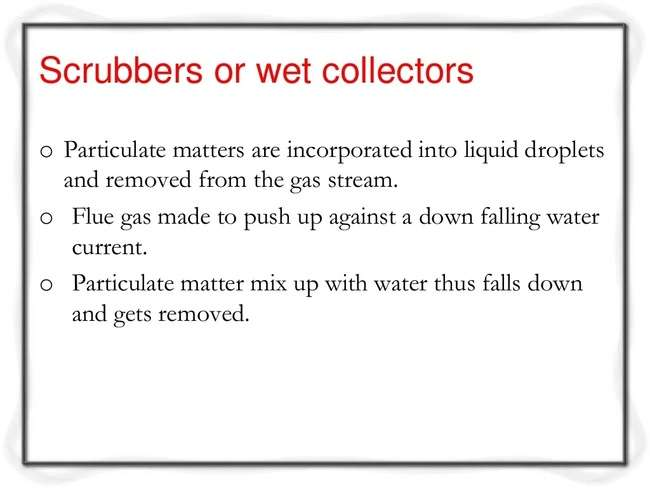 Scrubbers or wet collectors
o Particulate matters are incorporated into liquid droplets
and removed from the gas stream.
o Flue gas made to push up against a down falling water
current.
o Particulate matter mix up with water thus falls down
and gets removed.